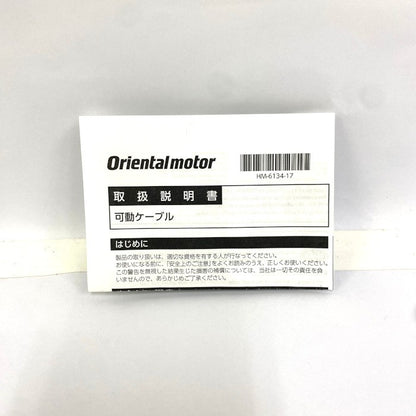 Orientalmotor
HM-6134-17
取扱説明書
可動ケーブル
はじめに
製品の取り扱いは、適切な資格を有する人が行なってください。
お使いになる前に、「安全上のご注意」をよくお読みのうえ、正しくお使いください。
この警告を無視した結果生じた損害の補償については、当社は一切その責任を負
いませんので、あらかじめご了承ください。